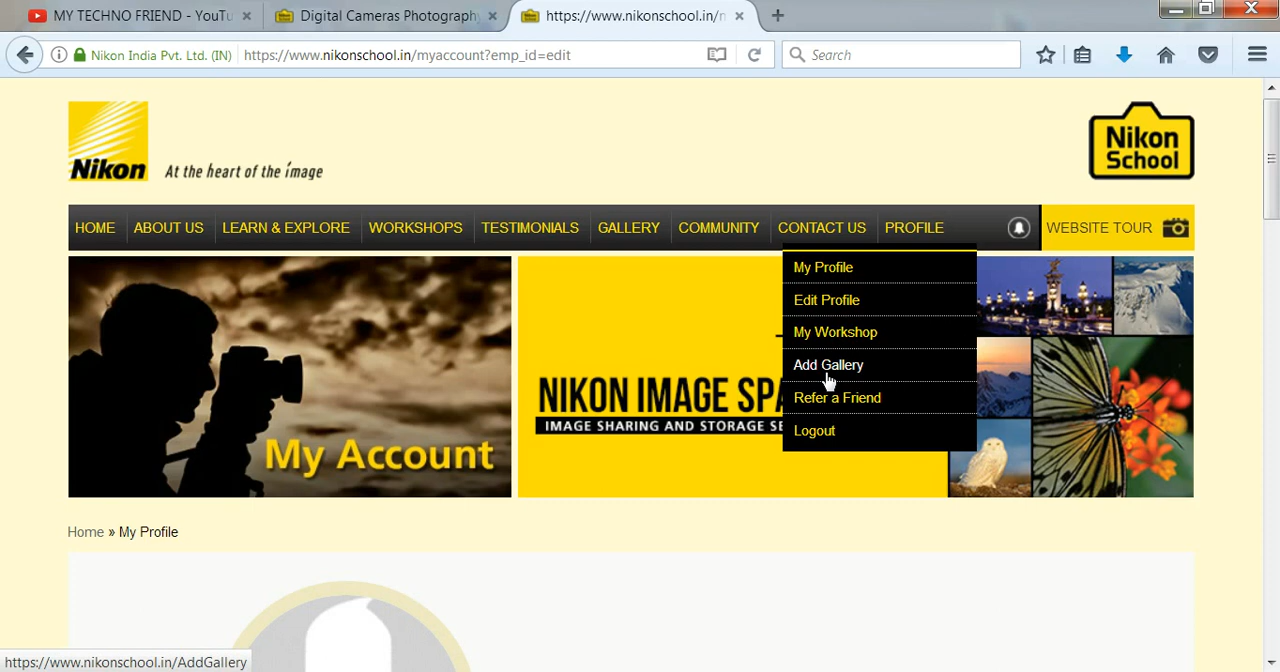 MY TECHNO FRIEND - YouTu
Digital Cameras Photography
https://www.nikonschool.in/n
Nikon India Pvt. Ltd. (IN)
https://www.nikonschool.in/myaccount?emp_id=edit
Search
Nikon
At the heart of the image
Nikon
School
HOME
ABOUT US
LEARN & EXPLORE
WORKSHOPS
TESTIMONIALS
GALLERY
COMMUNITY
CONTACT US
PROFILE
WEBSITE TOUR
My Profile
Edit Profile
My Workshop
Add Gallery
Refer a Friend
Logout
My Account
NIKON IMAGE SPA
IMAGE SHARING AND STORAGE SE
Home » My Profile
https://www.nikonschool.in/AddGallery